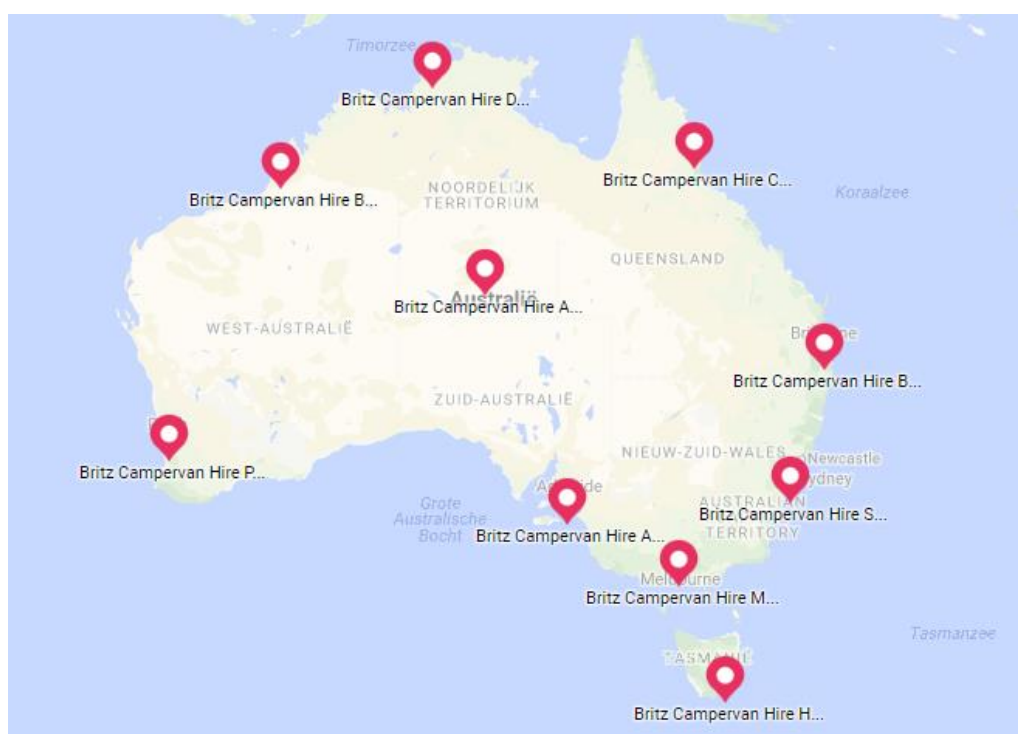 Timorzee
Britz Campervan Hire D...
Britz Campervan Hire C...
NOORDELIJK
TERRITORIUM
Britz Campervan Hire B...
Koraalzee
QUEENSLAND
Australië
Britz Campervan Hire A...
WEST-AUSTRALIË
Britz Campervan Hire B...
ZUID-AUSTRALIË
NIEUW-ZUID-WALES
Newcastle
Britz Campervan Hire P...
Grote
Australische
Bocht
AUSTRALIAN
Britz Campervan Hire S...
TERRITORY
Britz Campervan Hire A...
Britz Campervan Hire M...
Tasmanzee
Britz Campervan Hire H...